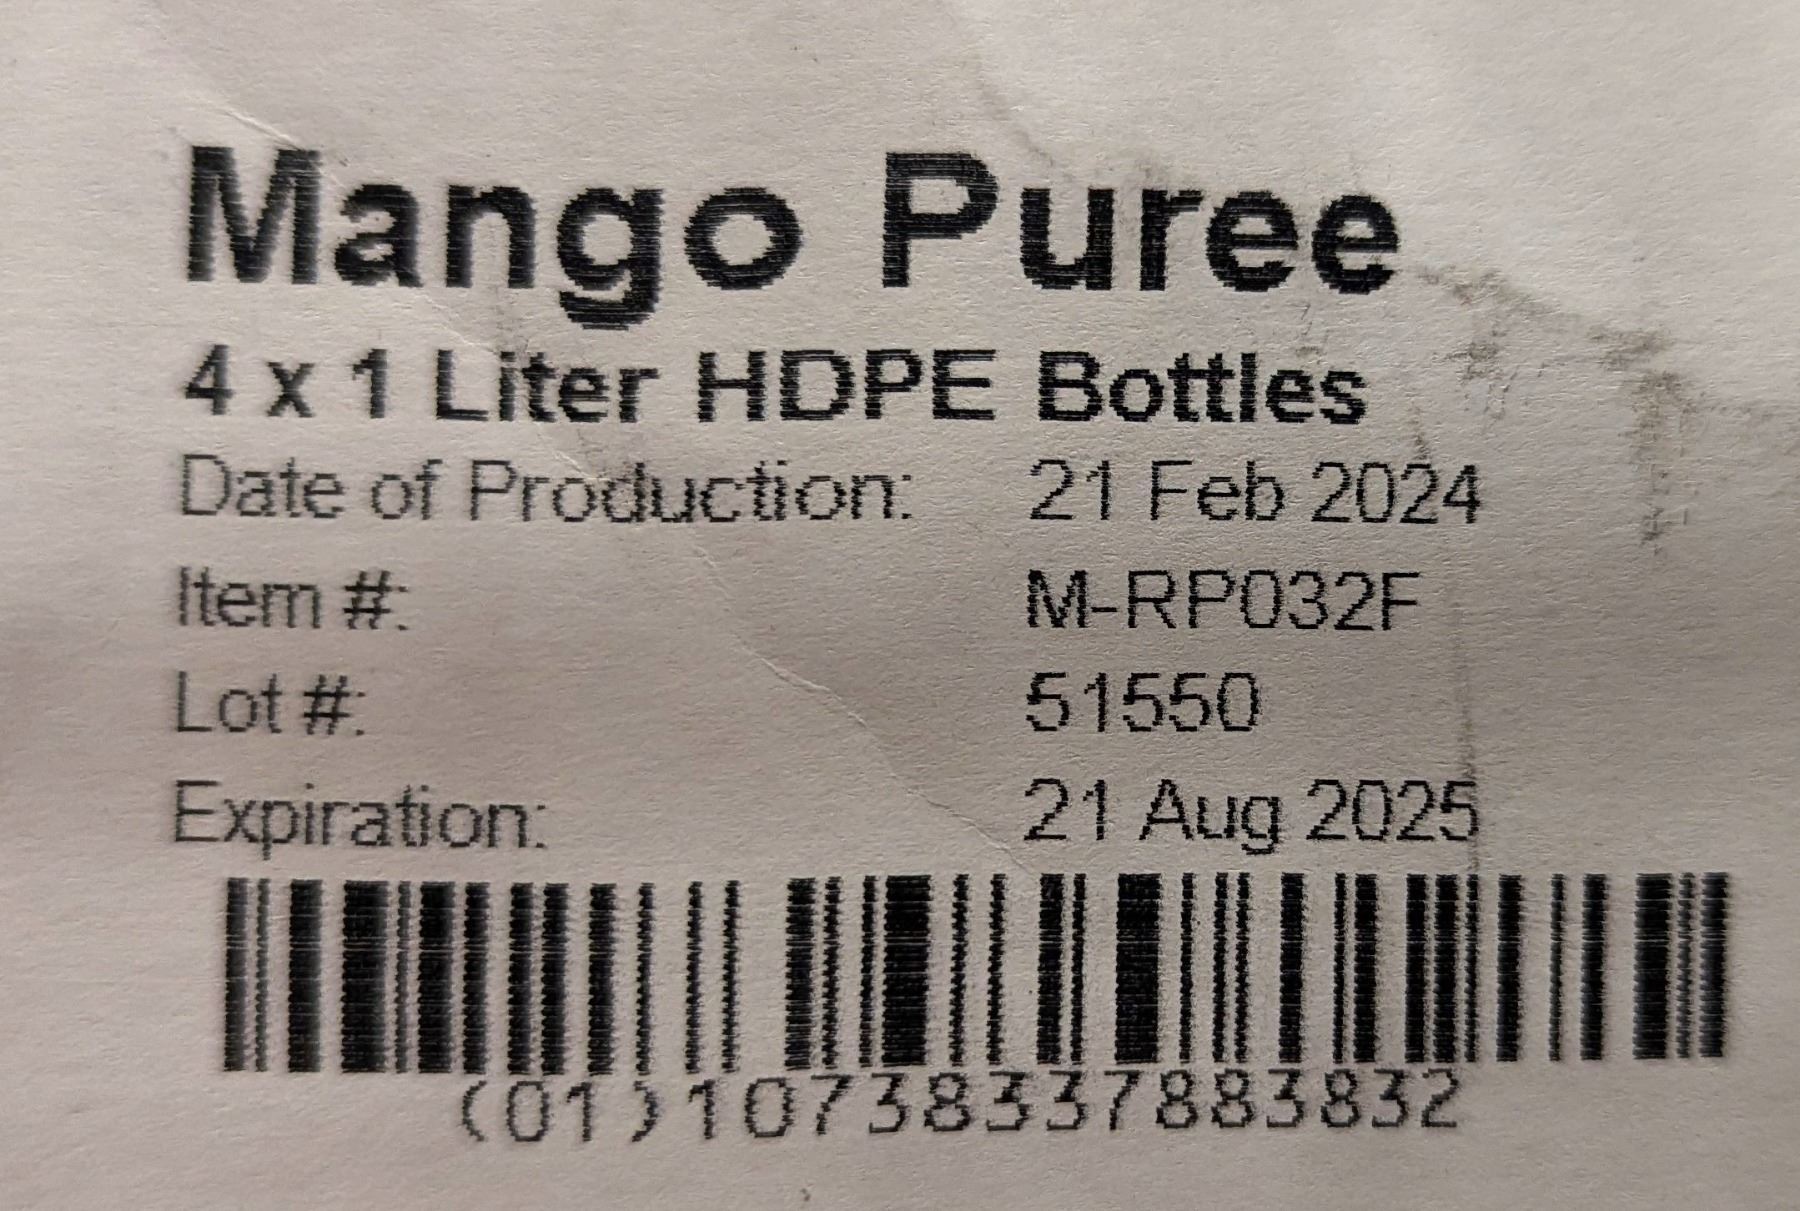 Mango Puree
4 x 1 Liter HDPE Bottles
Date of Production: 21 Feb 2024
Item #: M-RP032F
Lot #: 51550
Expiration: 21 Aug 2025
(01)10738337883832